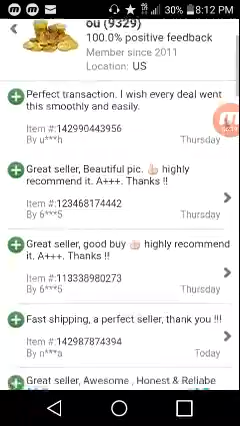 30% 8:12 PM
ou (9329)
100.0% positive feedback
Member since 2011
Location: US
Perfect transaction. I wish every deal went
this smoothly and easily.
Item #:142990443956
By u***h Thursday
Great seller, Beautiful pic. 👍🏻 highly
recommend it. A+++. Thanks !!
Item #:123468174442
By 6***5 Thursday
Great seller, good buy 👍🏻 highly recommend
it. A+++. Thanks !!
Item #:113338980273
By 6***5 Thursday
Fast shipping, a perfect seller, thank you !!!
Item #:142987874394
By n***a Today
Great seller, Awesome , Honest & Reliabe